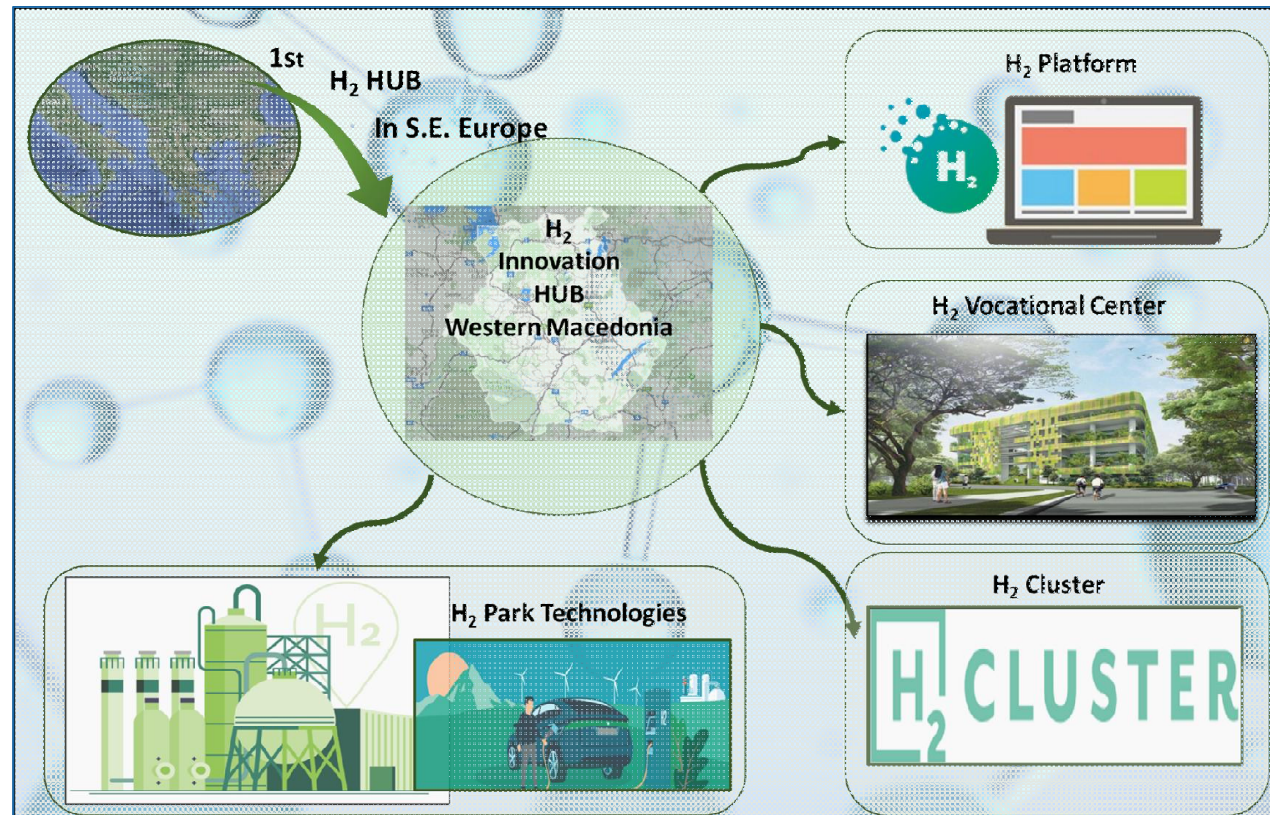 1St
H₂ HUB
In S.E. Europe
H₂
Innovation
HUB
Western Macedonia
H₂ Platform
H₂
H₂ Vocational Center
H₂ Cluster
H₂ CLUSTER
H₂ Park Technologies
H₂